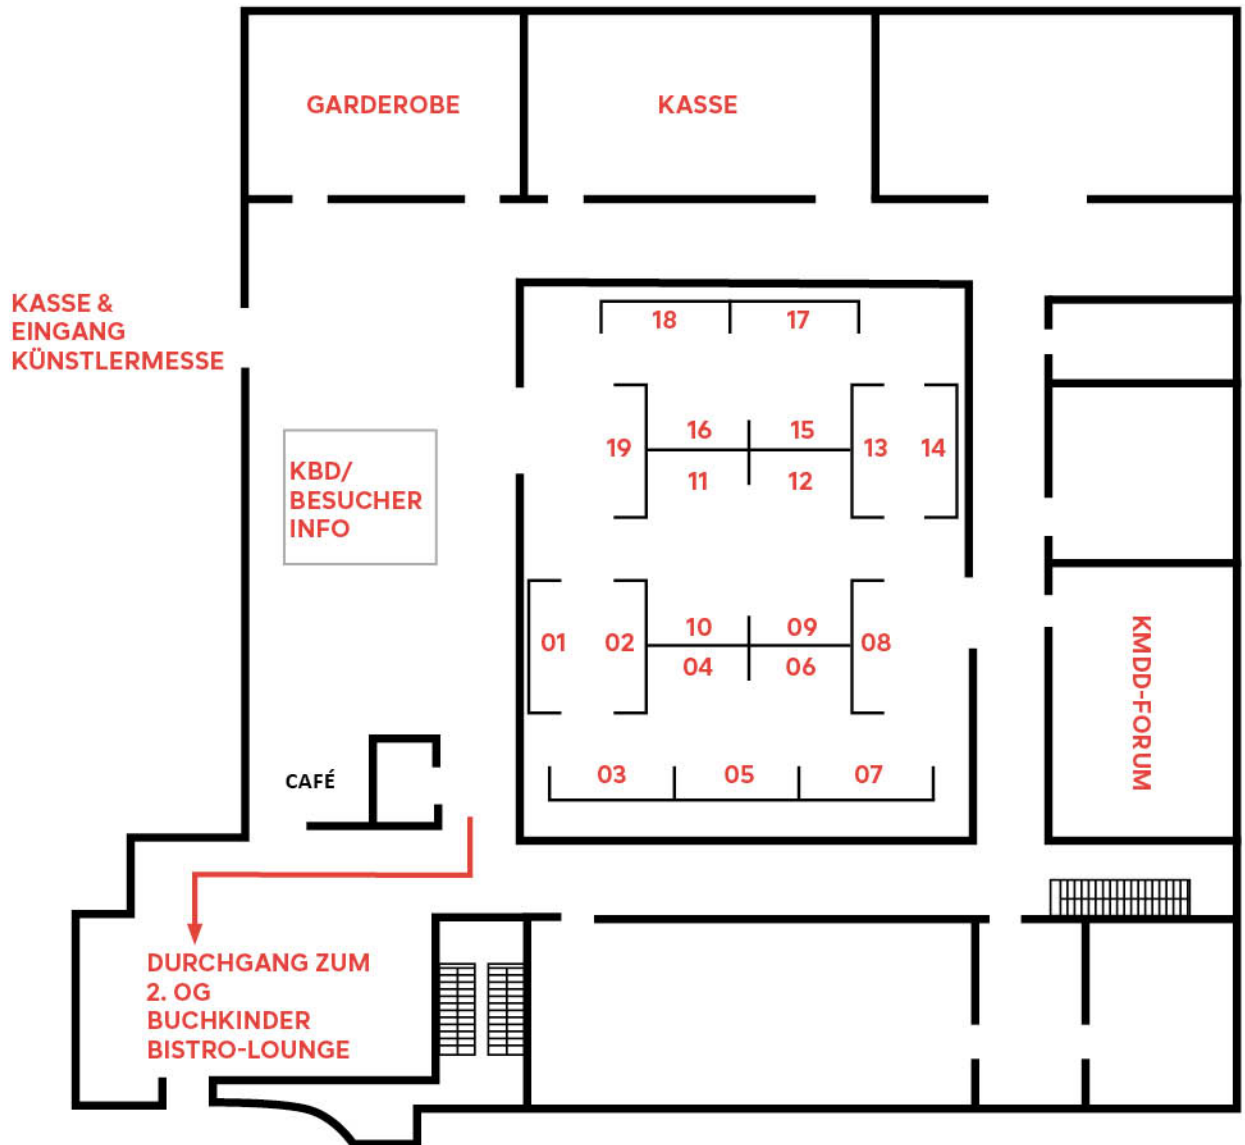 GARDEROBE
KASSE
KASSE &
EINGANG
KÜNSTLERMESSE
18
17
16
15
19
13
14
11
12
KBD/
BESUCHER
INFO
10
09
01
02
08
04
06
KMDD-FORUM
03
05
07
CAFÉ
DURCHGANG ZUM
2. OG
BUCHKINDER
BISTRO-LOUNGE